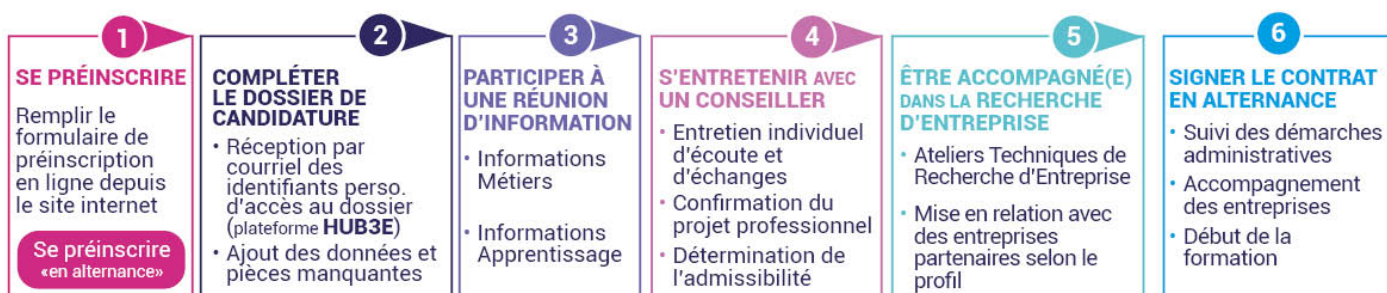 1
SE PRÉINSCRIRE
Remplir le
formulaire de
préinscription
en ligne depuis
le site internet
Se préinscrire
«en alternance»
2
COMPLÉTER
LE DOSSIER DE
CANDIDATURE
• Réception par
courriel des
identifiants perso.
d'accès au dossier
(plateforme HUB3E)
• Ajout des données et
pièces manquantes
3
PARTICIPER À
UNE RÉUNION
D'INFORMATION
• Informations
Métiers
• Informations
Apprentissage
4
S'ENTRETENIR AVEC
UN CONSEILLER
• Entretien individuel
d'écoute et
d'échanges
• Confirmation du
projet professionnel
• Détermination de
l'admissibilité
5
ÊTRE ACCOMPAGNÉ(E)
DANS LA RECHERCHE
D'ENTREPRISE
• Ateliers Techniques de
Recherche d'Entreprise
• Mise en relation avec
des entreprises
partenaires selon le
profil
6
SIGNER LE CONTRAT
EN ALTERNANCE
• Suivi des démarches
administratives
• Accompagnement
des entreprises
• Début de la
formation